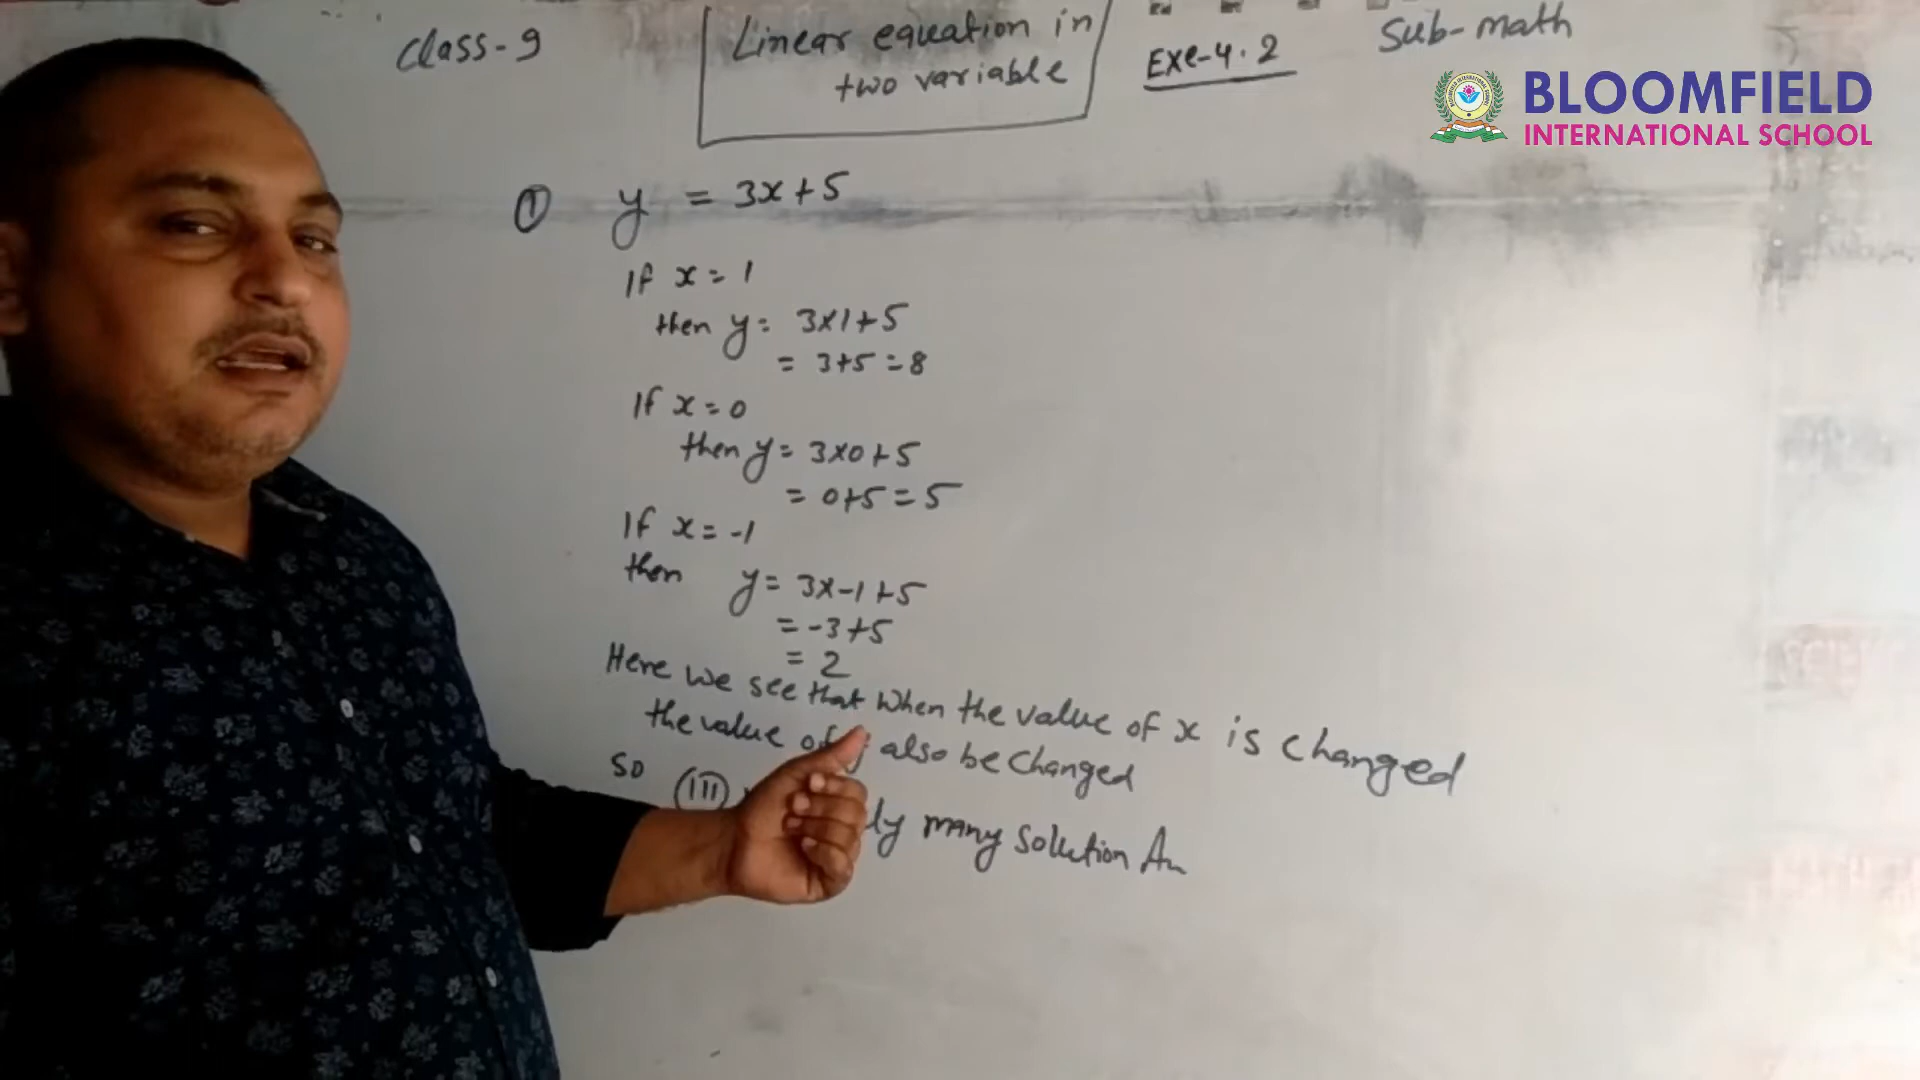 Class-9
Linear equation in
two variable
Exe-4.2
Sub-math
BLOOMFIELD
INTERNATIONAL SCHOOL
① y = 3x+5
If x = 1
then y = 3x1+5
= 3+5 = 8
If x = 0
then y = 3x0+5
= 0+5 = 5
If x = -1
then y = 3x-1+5
= -3+5
= 2
Here we see that when the value of x is changed
the value of also be changed
So (iii)
many solution An